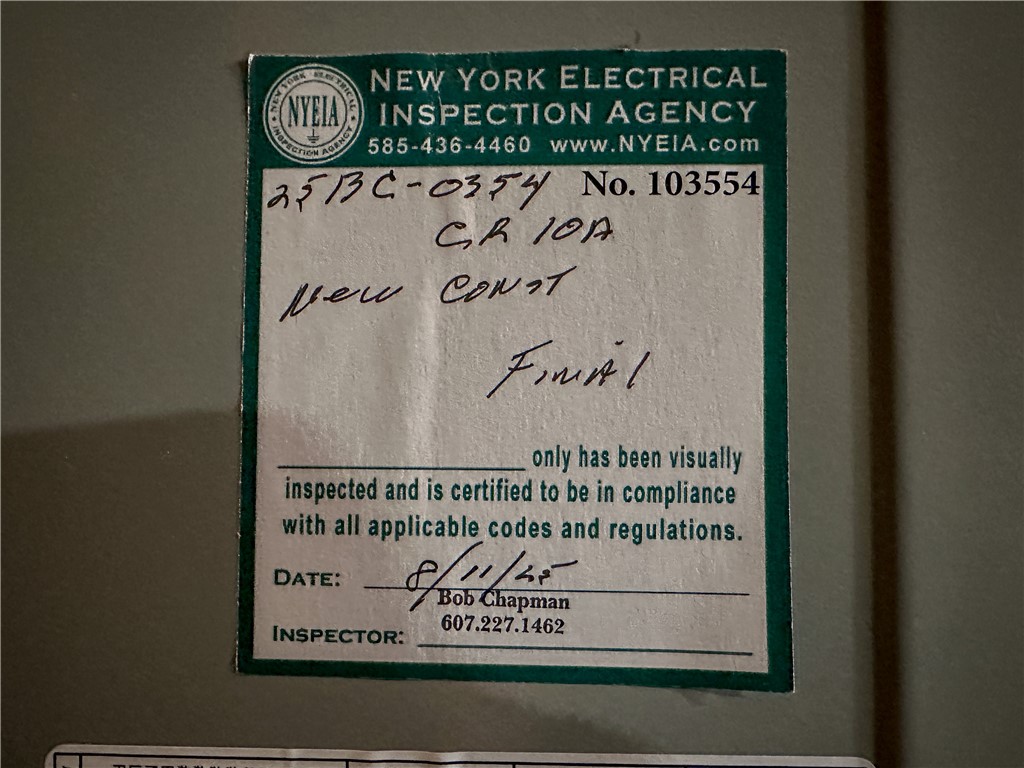 NEW YORK ELECTRICAL
NYEIA
INSPECTION AGENCY
585-436-4460 www.NYEIA.com
25BC-0354 No. 103554
CR 10A
New Const
Final
only has been visually
inspected and is certified to be in compliance
with all applicable codes and regulations.
DATE: 8/11/25
Bob Chapman
607.227.1462
INSPECTOR: